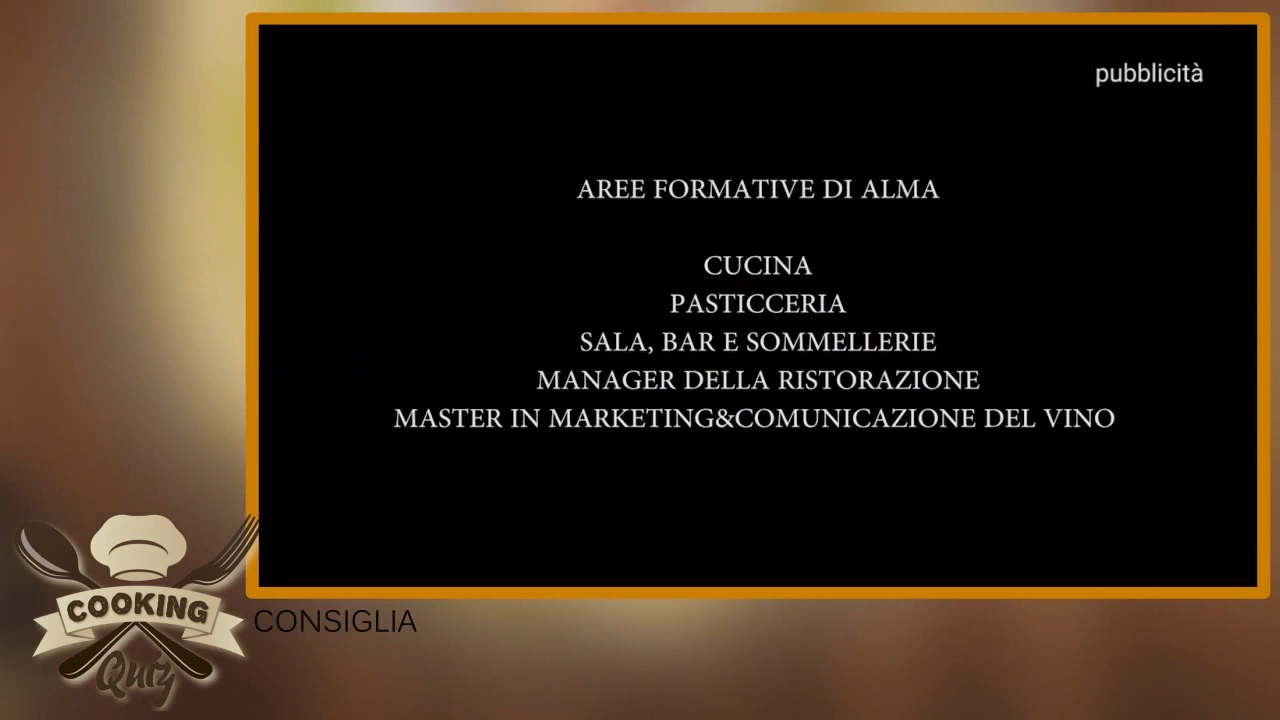 pubblicità
AREE FORMATIVE DI ALMA
CUCINA
PASTICCERIA
SALA, BAR E SOMMELLERIE
MANAGER DELLA RISTORAZIONE
MASTER IN MARKETING&COMUNICAZIONE DEL VINO
COOKING
Quiz
CONSIGLIA